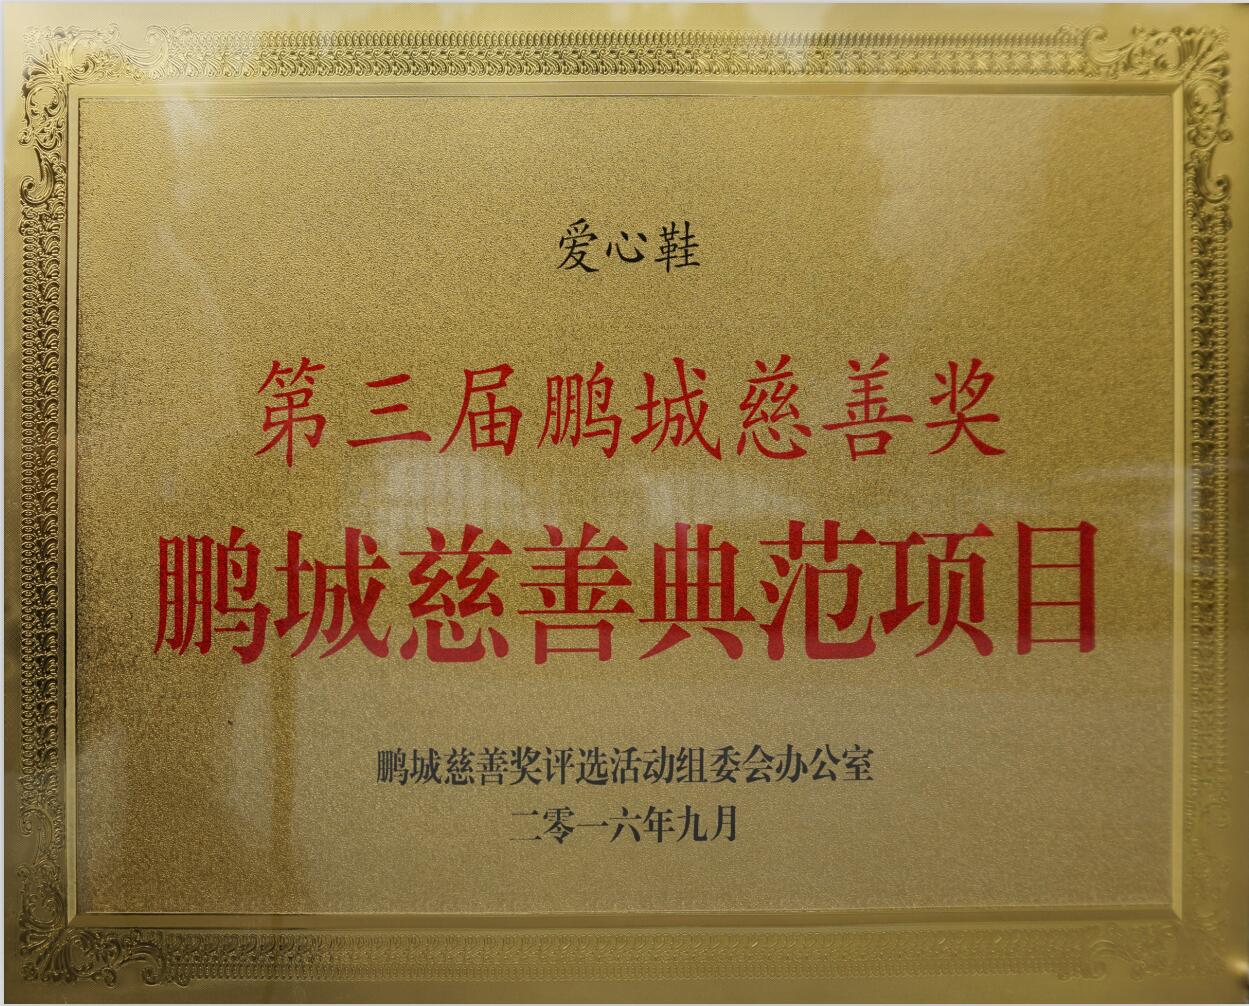 爱心鞋
第三届鹏城慈善奖
鹏城慈善典范项目
鹏城慈善奖评选活动组委会办公室
二零一六年九月